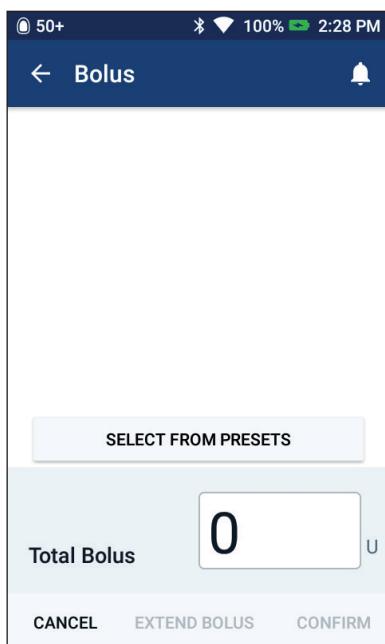 50+ 100% 2:28 PM
Bolus
SELECT FROM PRESETS
Total Bolus 0 U
CANCEL EXTEND BOLUS CONFIRM